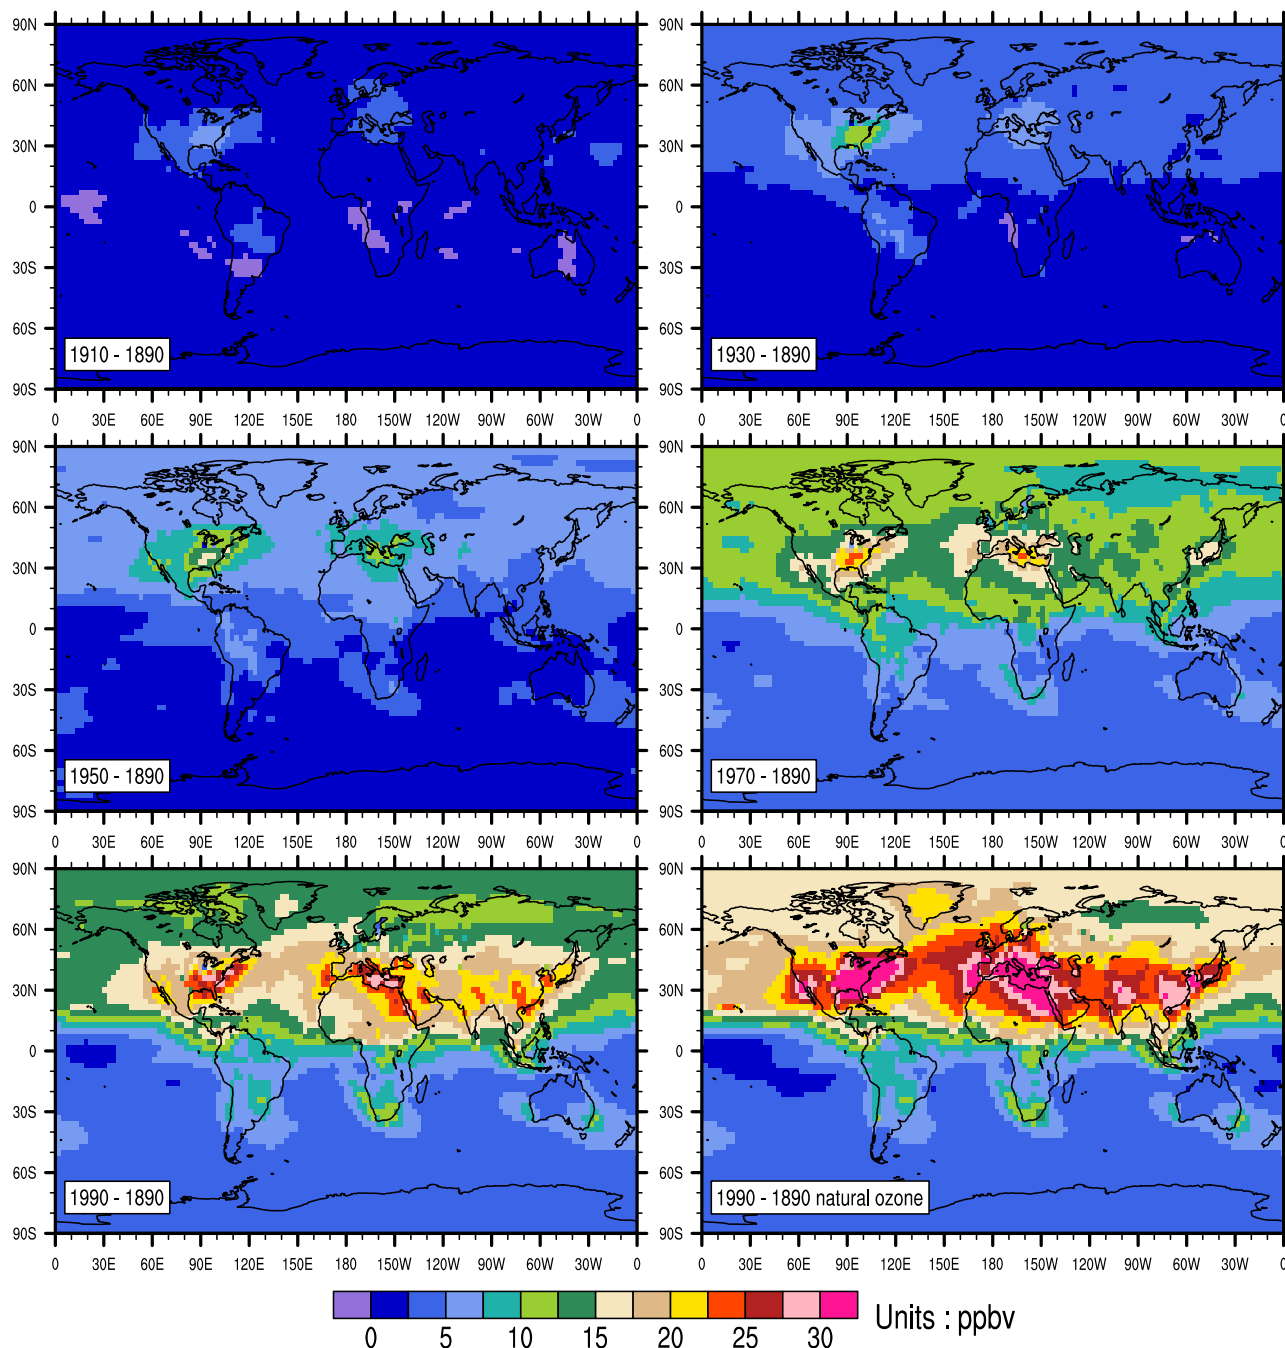 90N 90N
60N 60N
30N 30N
0 0
30S 30S
60S 60S
1910 - 1890 1930 - 1890
90S 90S
0 30E 60E 90E 120E 150E 180 150W 120W 90W 60W 30W 0 0 30E 60E 90E 120E 150E 180 150W 120W 90W 60W 30W 0
90N 90N
60N 60N
30N 30N
0 0
30S 30S
60S 60S
1950 - 1890 1970 - 1890
90S 90S
0 30E 60E 90E 120E 150E 180 150W 120W 90W 60W 30W 0 0 30E 60E 90E 120E 150E 180 150W 120W 90W 60W 30W 0
90N 90N
60N 60N
30N 30N
0 0
30S 30S
60S 60S
1990 - 1890 1990 - 1890 natural ozone
90S 90S
0 30E 60E 90E 120E 150E 180 150W 120W 90W 60W 30W 0 0 30E 60E 90E 120E 150E 180 150W 120W 90W 60W 30W 0
Units : ppbv
0 5 10 15 20 25 30